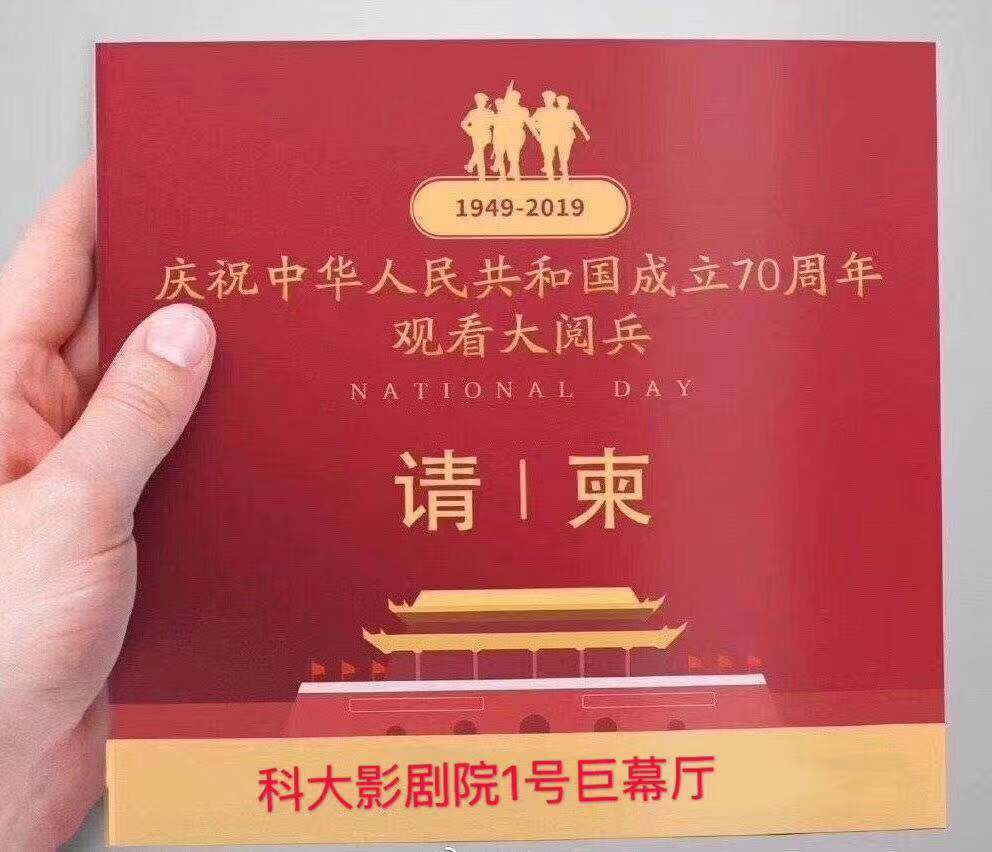 1949-2019
庆祝中华人民共和国成立70周年
观看大阅兵
NATIONAL DAY
请|柬
科大影剧院1号巨幕厅